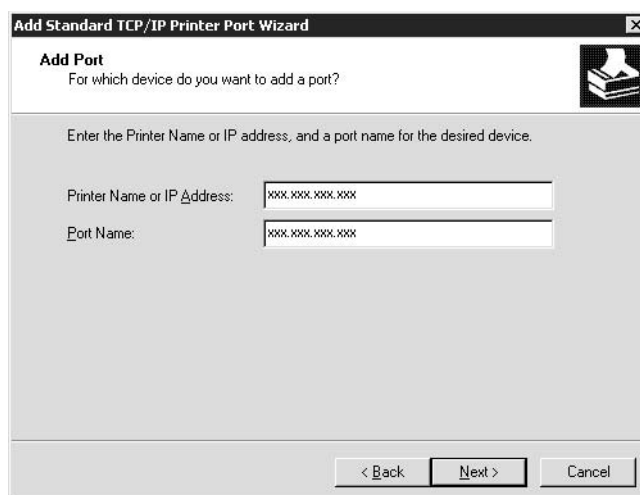 Add Standard TCP/IP Printer Port Wizard
Add Port
For which device do you want to add a port?
Enter the Printer Name or IP address, and a port name for the desired device.
Printer Name or IP Address: xxx.xxx.xxx.xxx
Port Name: xxx.xxx.xxx.xxx
< Back Next > Cancel